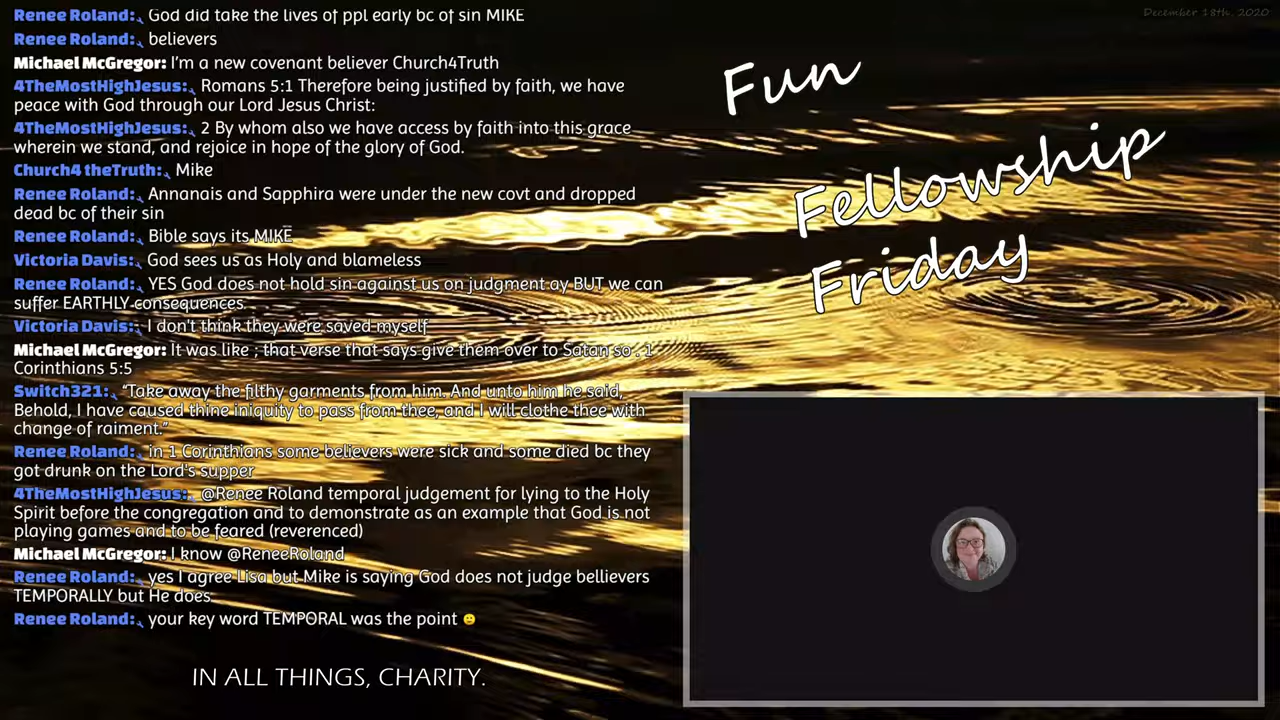 Renee Roland: God did take the lives of ppl early bc of sin MIKE
Renee Roland: believers
Michael McGregor: I'm a new covenant believer Church4Truth
4TheMostHighJesus: Romans 5:1 Therefore being justified by faith, we have
peace with God through our Lord Jesus Christ:
4TheMostHighJesus: 2 By whom also we have access by faith into this grace
wherein we stand, and rejoice in hope of the glory of God.
Church4 theTruth: Mike
Renee Roland: Annanais and Sapphira were under the new covt and dropped
dead bc of their sin
Renee Roland: Bible says its MIKE
Victoria Davis: God sees us as Holy and blameless
Renee Roland: YES God does not hold sin against us on judgment ay BUT we can
suffer EARTHLY consequences
Victoria Davis: I don't think they were saved myself
Michael McGregor: It was like ; that verse that says give them over to Satan so . 1
Corinthians 5:5
Switch321: "Take away the filthy garments from him. And unto him he said,
Behold, I have caused thine iniquity to pass from thee, and I will clothe thee with
change of raiment."
Renee Roland: in 1 Corinthians some believers were sick and some died bc they
got drunk on the Lord's supper
4TheMostHighJesus: @Renee Roland temporal judgement for lying to the Holy
Spirit before the congregation and to demonstrate as an example that God is not
playing games and to be feared (reverenced)
Michael McGregor: I know @ReneeRoland
Renee Roland: yes I agree Lisa but Mike is saying God does not judge bellievers
TEMPORALLY but He does
Renee Roland: your key word TEMPORAL was the point
IN ALL THINGS, CHARITY.
December 18th, 2020
Fun
Fellowship
Friday